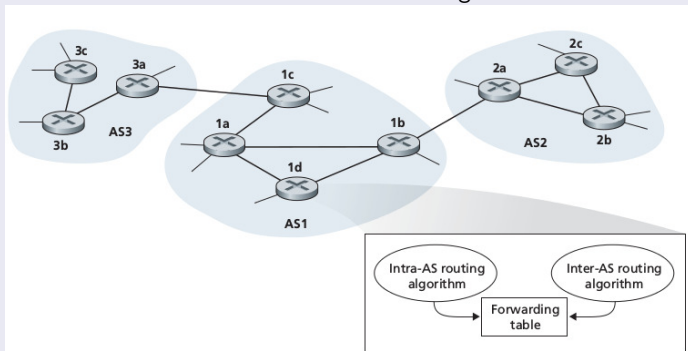 3c
3a
3b
AS3
1c
1a
1b
1d
AS1
2c
2a
2b
AS2
Intra-AS routing
algorithm
Inter-AS routing
algorithm
Forwarding
table